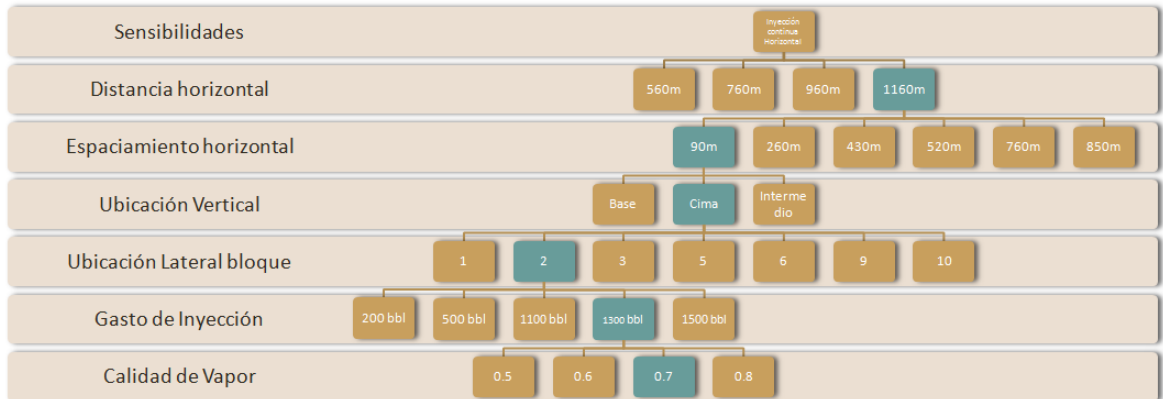 Sensibilidades
Inyección
continua
Horizontal
Distancia horizontal
560m
760m
960m
1160m
Espaciamiento horizontal
90m
260m
430m
520m
760m
850m
Ubicación Vertical
Base
Cima
Interme
dio
Ubicación Lateral bloque
1
2
3
5
6
9
10
Gasto de Inyección
200 bbl
500 bbl
1100 bbl
1300 bbl
1500 bbl
Calidad de Vapor
0.5
0.6
0.7
0.8